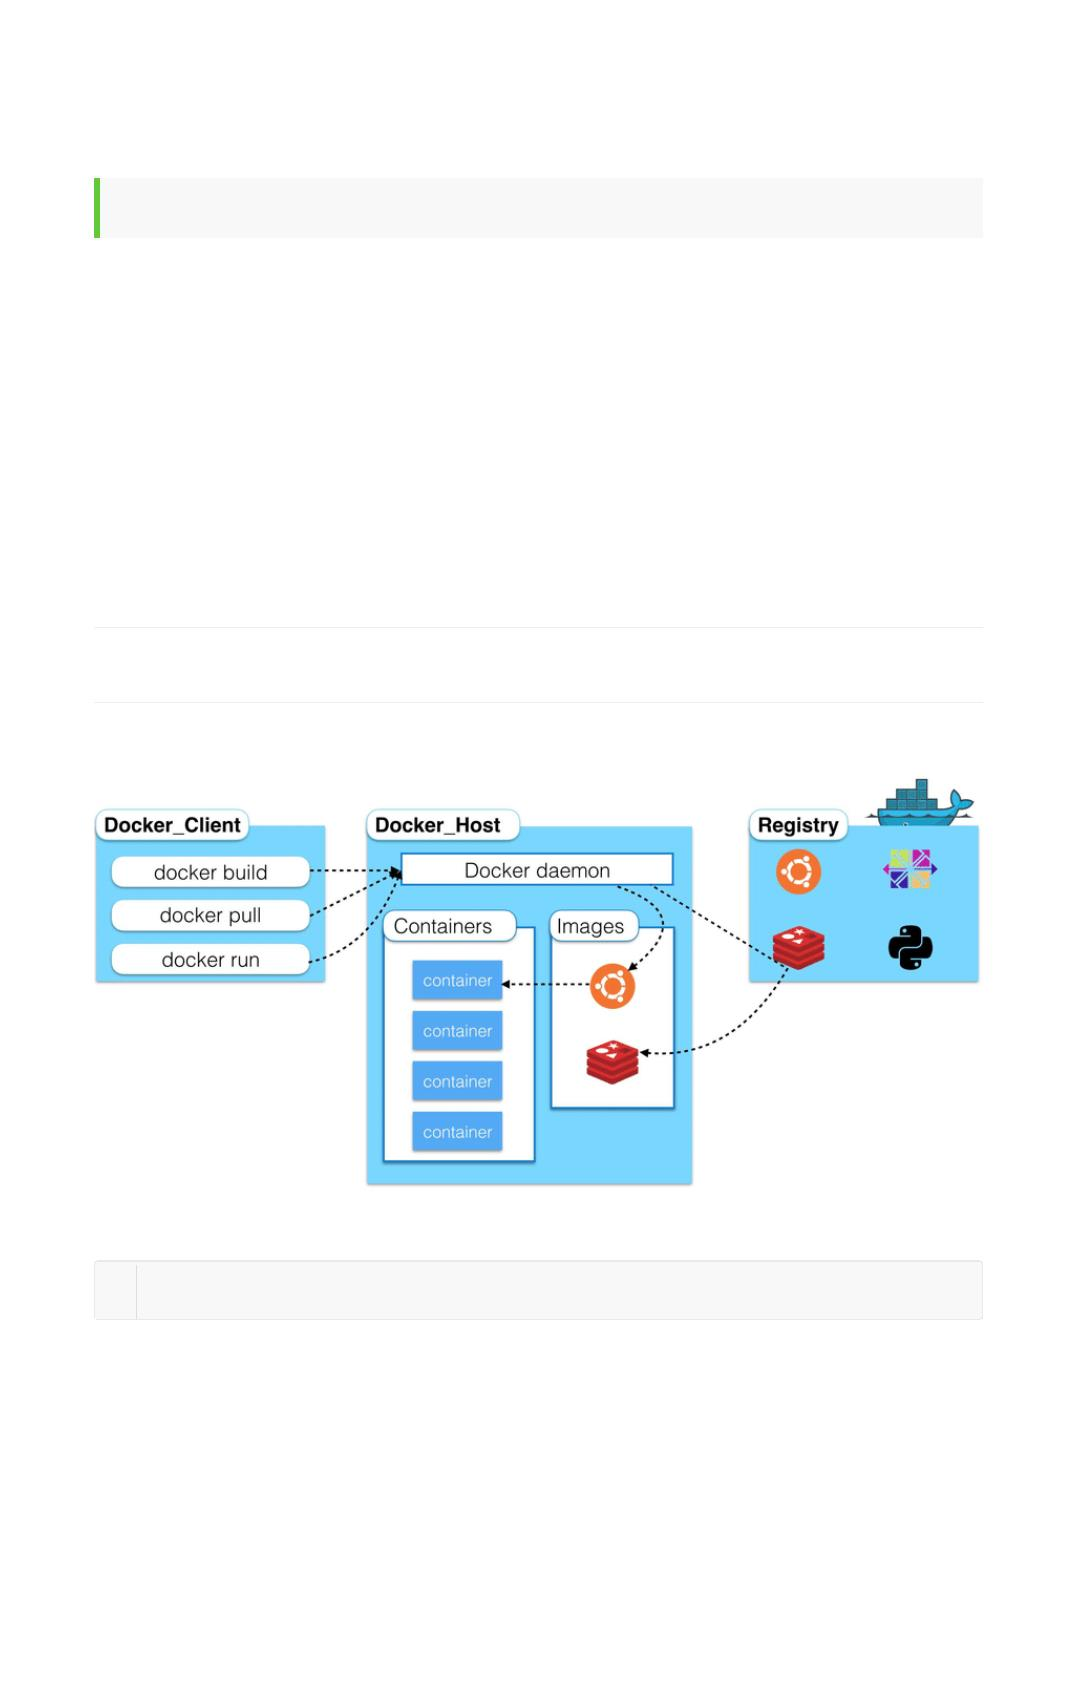 Docker_Client
docker build
docker pull
docker run
Docker_Host
Docker daemon
Containers
container
container
container
container
Images
Registry